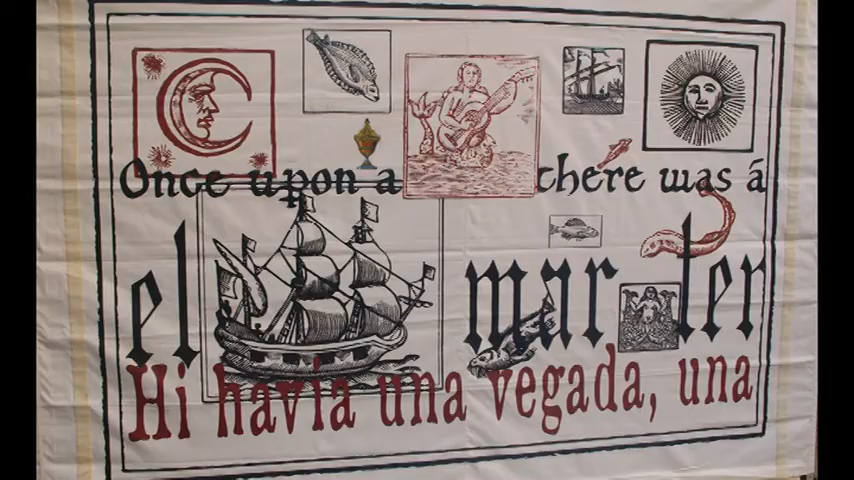 Once upon a there was á
el mar ter
Hi havia una vegada, una